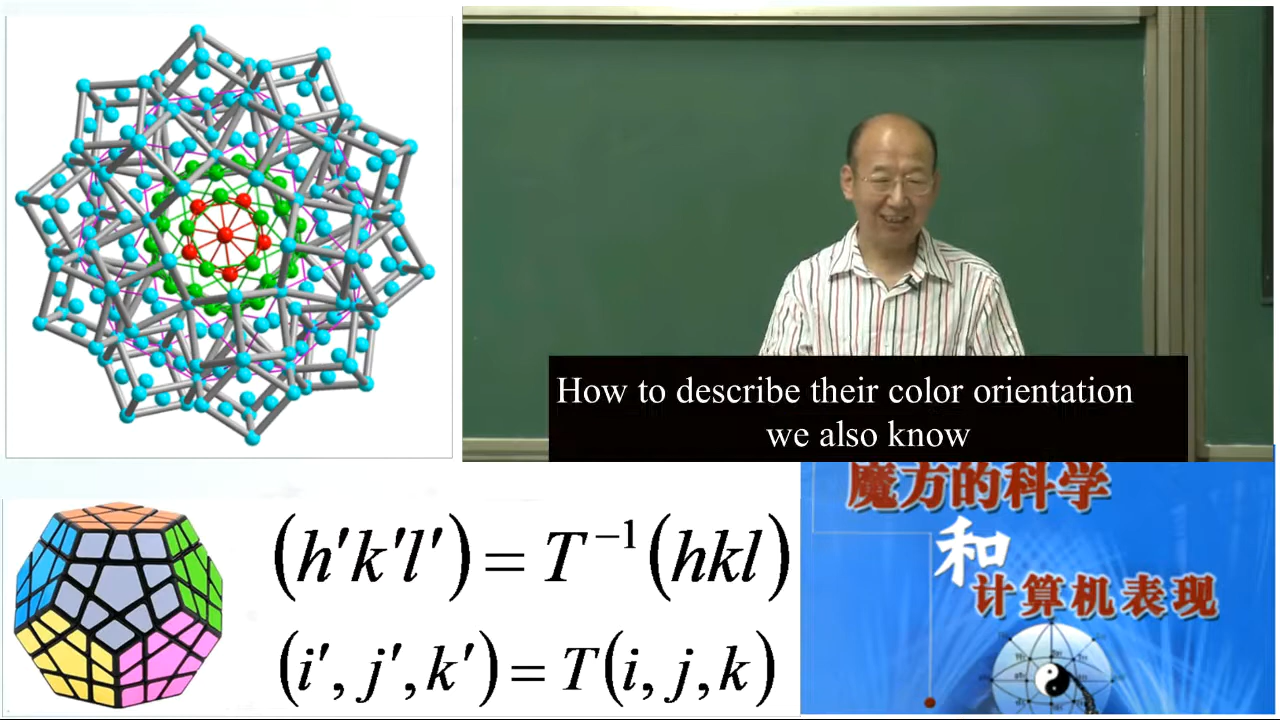 How to describe their color orientation
we also know
(h'k'l') = T⁻¹(hkl)
(i', j', k') = T(i, j, k)
魔方的科学
和
计算机表现